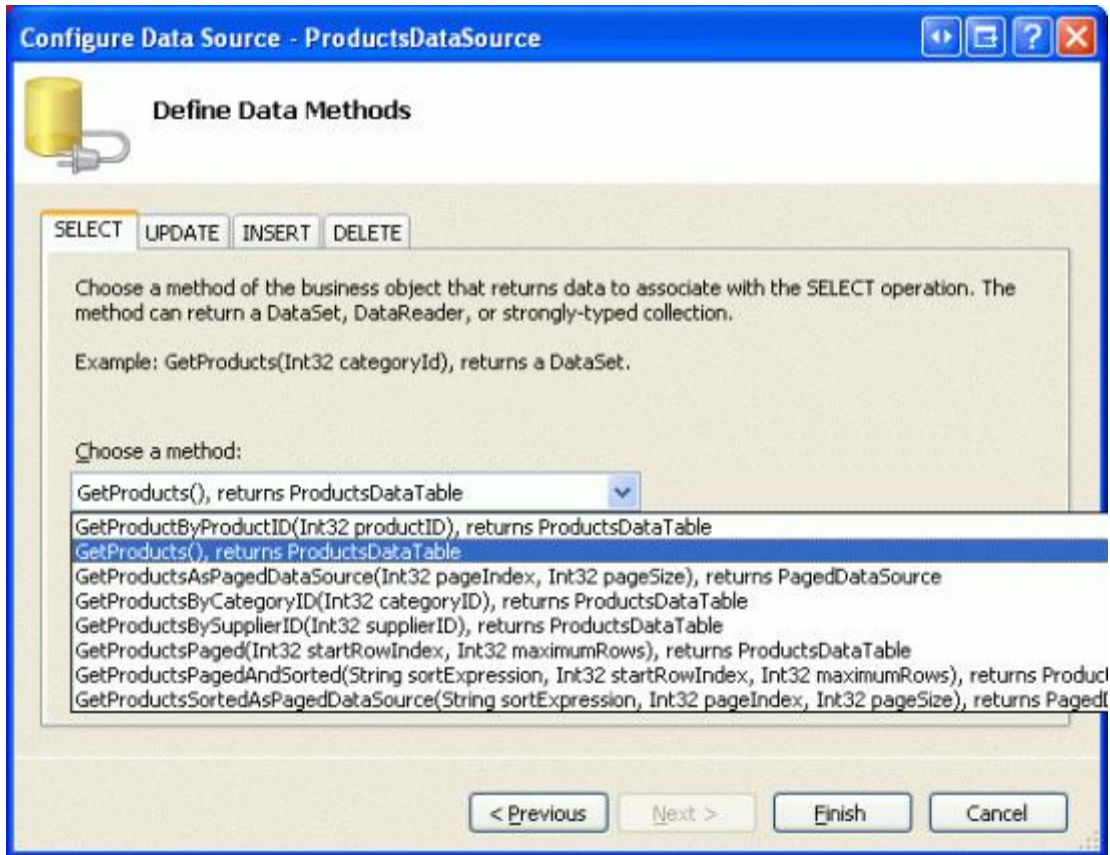 Configure Data Source - ProductsDataSource
Define Data Methods
SELECT UPDATE INSERT DELETE
Choose a method of the business object that returns data to associate with the SELECT operation. The
method can return a DataSet, DataReader, or strongly-typed collection.
Example: GetProducts(Int32 categoryId), returns a DataSet.
Choose a method:
GetProducts(), returns ProductsDataTable
GetProductByProductID(Int32 productID), returns ProductsDataTable
GetProducts(), returns ProductsDataTable
GetProductsAsPagedDataSource(Int32 pageIndex, Int32 pageSize), returns PagedDataSource
GetProductsByCategoryID(Int32 categoryID), returns ProductsDataTable
GetProductsBySupplierID(Int32 supplierID), returns ProductsDataTable
GetProductsPaged(Int32 startRowIndex, Int32 maximumRows), returns ProductsDataTable
GetProductsPagedAndSorted(String sortExpression, Int32 startRowIndex, Int32 maximumRows), returns Product
GetProductsSortedAsPagedDataSource(String sortExpression, Int32 pageIndex, Int32 pageSize), returns PagedD
< Previous Next > Finish Cancel